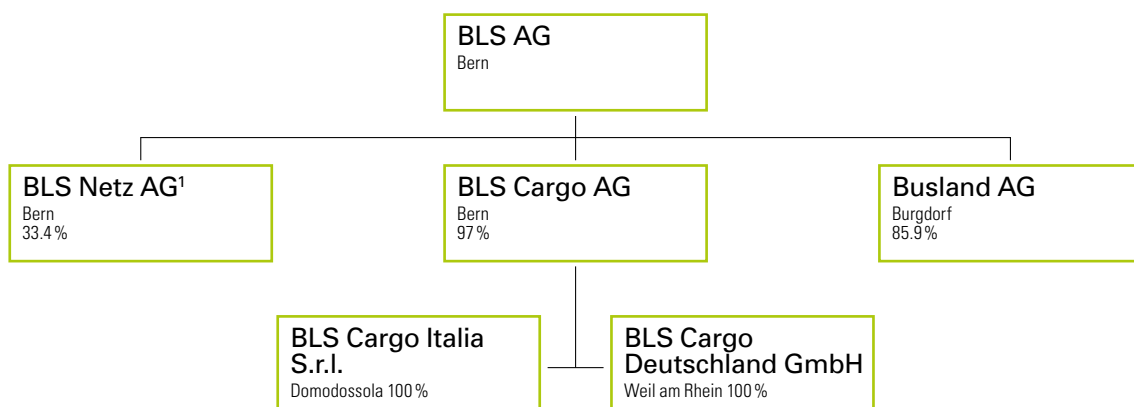 BLS AG
Bern
BLS Netz AG¹
Bern
33.4 %
BLS Cargo AG
Bern
97 %
Busland AG
Burgdorf
85.9 %
BLS Cargo Italia
S.r.l.
Domodossola 100 %
BLS Cargo
Deutschland GmbH
Weil am Rhein 100 %